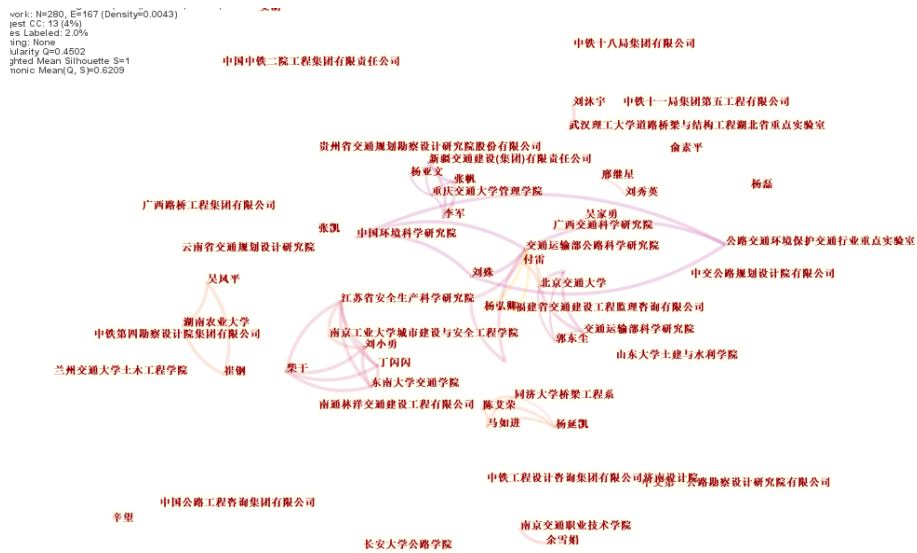 work: N=280, E=167 (Density=0.0043)
gest CC: 13 (4%)
es Labeled: 2.0%
ning: None
ularity Q=0.4502
ghted Mean Silhouette S=1
monic Mean(Q, S)=0.6209
中铁十八局集团有限公司
中国中铁二院工程集团有限责任公司
刘沐宇 中铁十一局集团第五工程有限公司
武汉理工大学道路桥梁与结构工程湖北省重点实验室
贵州省交通规划勘察设计研究院股份有限公司
俞素平
新疆交通建设(集团)有限责任公司
杨亚文
张帆
邢继星
杨磊
重庆交通大学管理学院
刘秀英
广西路桥工程集团有限公司
李军
吴家勇
张凯
广西交通科学研究院
中国环境科学研究院
公路交通环境保护交通行业重点实验室
云南省交通规划设计研究院
交通运输部公路科学研究院
付雷
刘殊
中交公路规划设计院有限公司
吴风平
北京交通大学
江苏省安全生产科学研究院
杨弘卿
福建省交通建设工程监理咨询有限公司
湖南农业大学
交通运输部科学研究院
中铁第四勘察设计院集团有限公司
南京工业大学城市建设与安全工程学院
郭东尘
刘小勇
山东大学土建与水利学院
丁闪闪
兰州交通大学土木工程学院
崔钢
柴干
东南大学交通学院
同济大学桥梁工程系
南通林洋交通建设工程有限公司
陈艾荣
马如进
杨延凯
中铁工程设计咨询集团有限公司济南设计院
公路勘察设计研究院有限公司
中国公路工程咨询集团有限公司
辛望
南京交通职业技术学院
余雪娟
长安大学公路学院